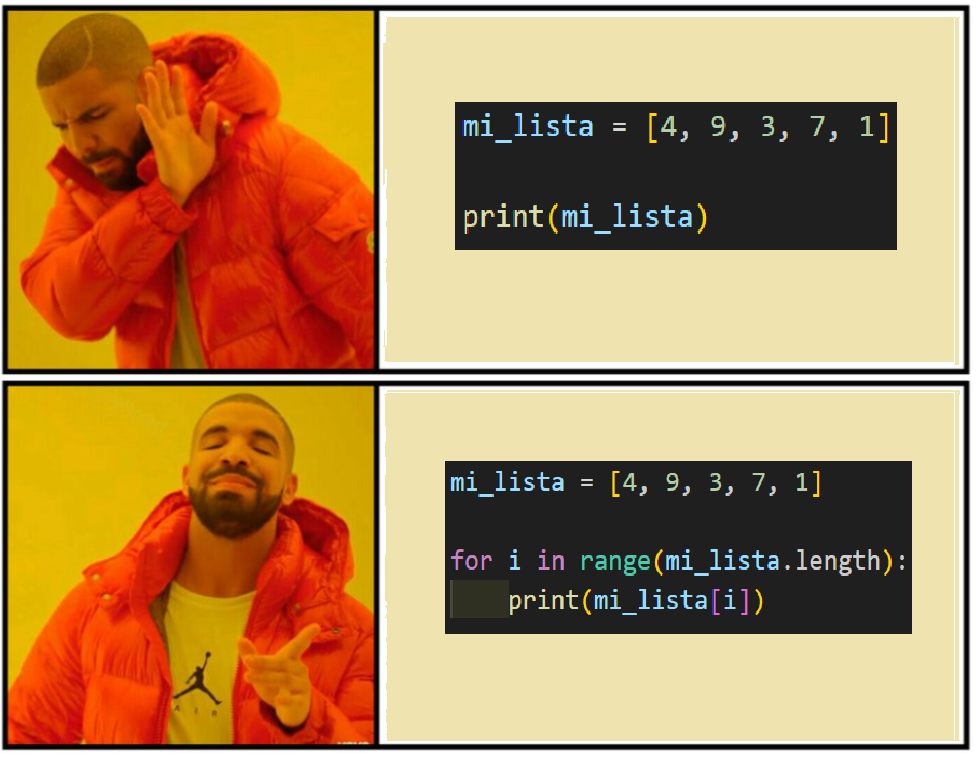 mi_lista = [4, 9, 3, 7, 1]
print(mi_lista)
mi_lista = [4, 9, 3, 7, 1]
for i in range(mi_lista.length):
print(mi_lista[i])
AIR